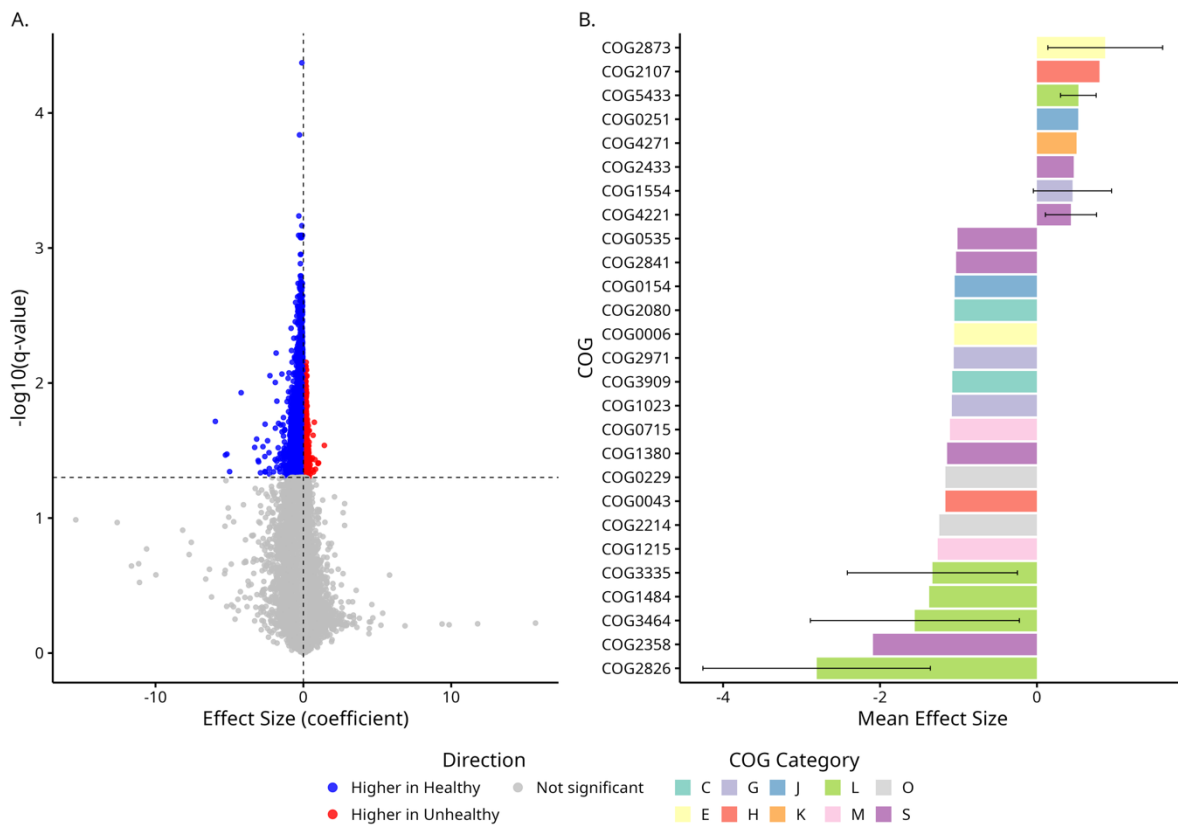 A.
4
3
2
1
0
-log10(q-value)
-10
0
10
Effect Size (coefficient)
B.
COG2873
COG2107
COG5433
COG0251
COG4271
COG2433
COG1554
COG4221
COG0535
COG2841
COG0154
COG2080
COG0006
COG2971
COG3909
COG1023
COG0715
COG1380
COG0229
COG0043
COG2214
COG1215
COG3335
COG1484
COG3464
COG2358
COG2826
COG
-4
-2
0
Mean Effect Size
Direction
Higher in Healthy
Not significant
Higher in Unhealthy
COG Category
C G J L O
E H K M S